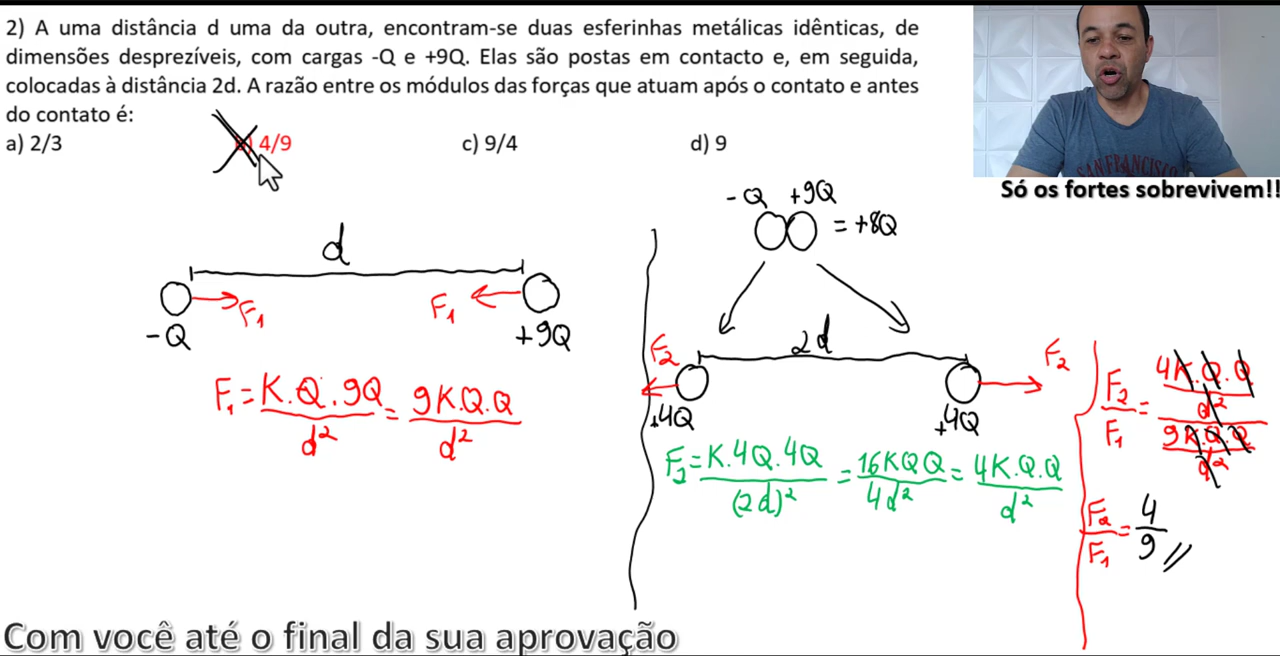 2) A uma distância d uma da outra, encontram-se duas esferinhas metálicas idênticas, de
dimensões desprezíveis, com cargas -Q e +9Q. Elas são postas em contacto e, em seguida,
colocadas à distância 2d. A razão entre os módulos das forças que atuam após o contato e antes
do contato é:
a) 2/3
4/9
c) 9/4
d) 9
SAN FRANCISCO
Só os fortes sobrevivem!!
-Q +9Q
= +8Q
d
F₁ F₁
-Q +9Q
F₁ = K.Q.9Q/d² = 9K.Q.Q/d²
2d
F₂ F₂
+4Q +4Q
F₂ = K.4Q.4Q/(2d)² = 16KQQ/4d² = 4K.Q.Q/d²
F₂/F₁ = 4K.Q.Q/d² / 9K.Q.Q/d²
F₂/F₁ = 4/9 //
Com você até o final da sua aprovação